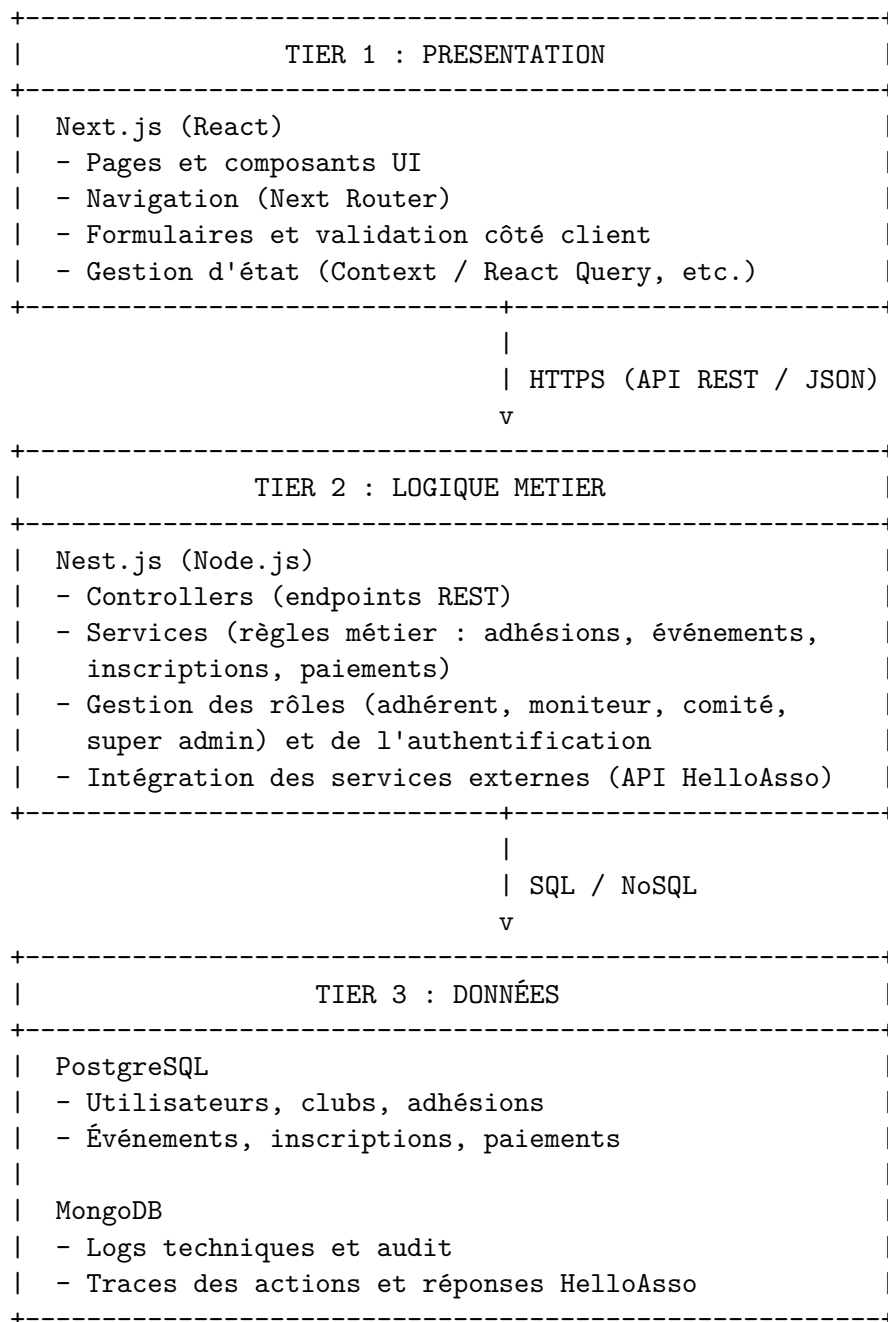 TIER 1 : PRESENTATION
Next.js (React)
- Pages et composants UI
- Navigation (Next Router)
- Formulaires et validation côté client
- Gestion d'état (Context / React Query, etc.)
| HTTPS (API REST / JSON)
v
TIER 2 : LOGIQUE METIER
Nest.js (Node.js)
- Controllers (endpoints REST)
- Services (règles métier : adhésions, événements,
inscriptions, paiements)
- Gestion des rôles (adhérent, moniteur, comité,
super admin) et de l'authentification
- Intégration des services externes (API HelloAsso)
| SQL / NoSQL
v
TIER 3 : DONNÉES
PostgreSQL
- Utilisateurs, clubs, adhésions
- Événements, inscriptions, paiements
MongoDB
- Logs techniques et audit
- Traces des actions et réponses HelloAsso